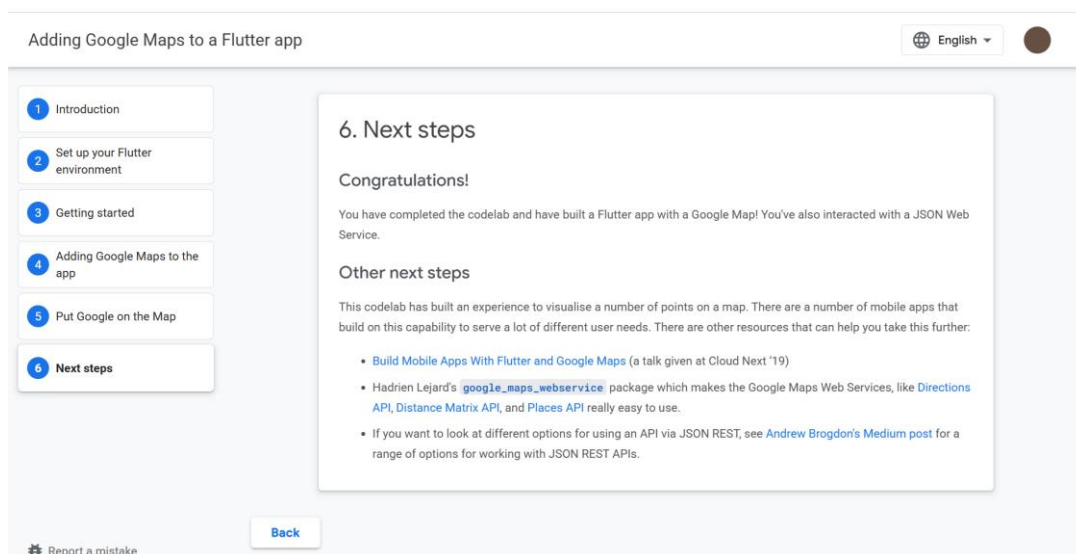 Adding Google Maps to a Flutter app
English
1 Introduction
2 Set up your Flutter
environment
3 Getting started
4 Adding Google Maps to the
app
5 Put Google on the Map
6 Next steps
6. Next steps
Congratulations!
You have completed the codelab and have built a Flutter app with a Google Map! You've also interacted with a JSON Web
Service.
Other next steps
This codelab has built an experience to visualise a number of points on a map. There are a number of mobile apps that
build on this capability to serve a lot of different user needs. There are other resources that can help you take this further:
• Build Mobile Apps With Flutter and Google Maps (a talk given at Cloud Next '19)
• Hadrien Lejard's google_maps_webservice package which makes the Google Maps Web Services, like Directions
API, Distance Matrix API, and Places API really easy to use.
• If you want to look at different options for using an API via JSON REST, see Andrew Brogdon's Medium post for a
range of options for working with JSON REST APIs.
Back
Report a mistake